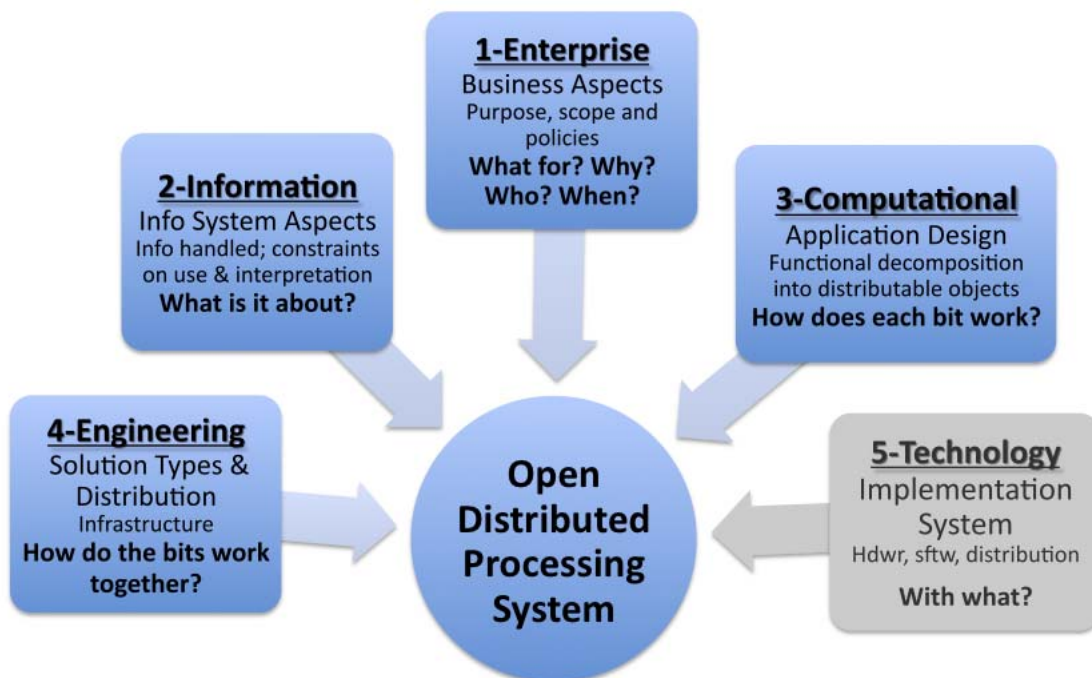 1-Enterprise
Business Aspects
Purpose, scope and
policies
What for? Why?
Who? When?
2-Information
Info System Aspects
Info handled; constraints
on use & interpretation
What is it about?
3-Computational
Application Design
Functional decomposition
into distributable objects
How does each bit work?
4-Engineering
Solution Types &
Distribution
Infrastructure
How do the bits work
together?
Open
Distributed
Processing
System
5-Technology
Implementation
System
Hdwr, sftw, distribution
With what?